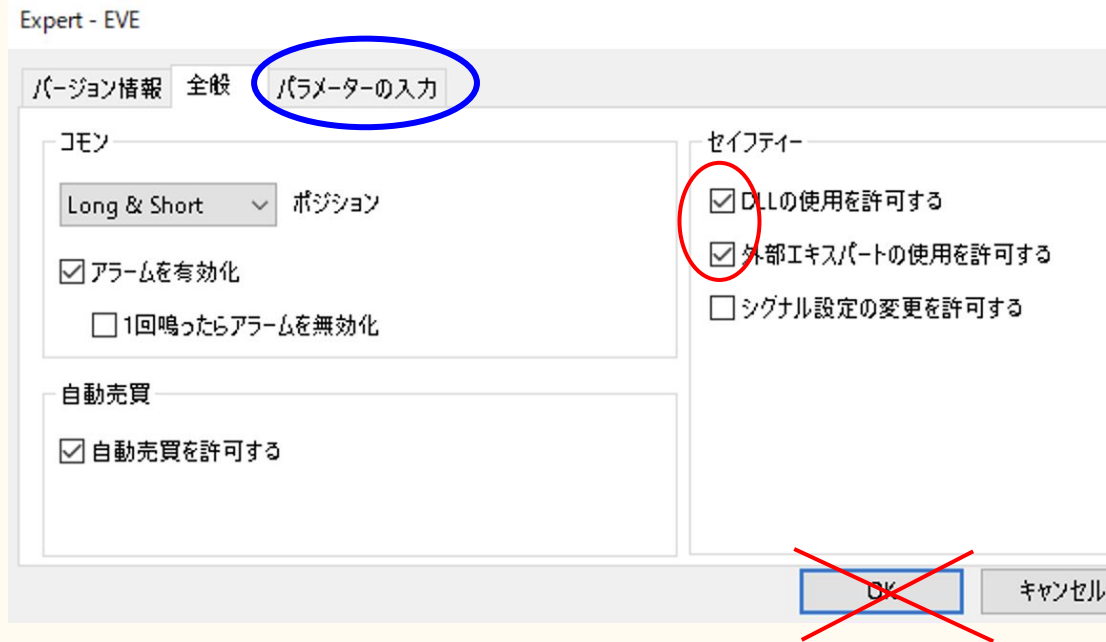 Expert - EVE
バージョン情報 全般 パラメーターの入力
コモン
Long & Short ポジション
アラームを有効化
1回鳴ったらアラームを無効化
自動売買
自動売買を許可する
セイフティー
DLLの使用を許可する
外部エキスパートの使用を許可する
シグナル設定の変更を許可する
OK キャンセル